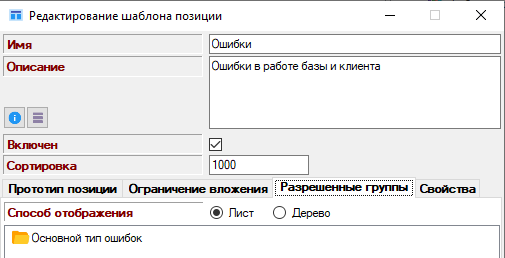 Редактирование шаблона позиции
Имя
Ошибки
Описание
Ошибки в работе базы и клиента
Включен
Сортировка
1000
Прототип позиции Ограничение вложения Разрешенные группы Свойства
Способ отображения Лист Дерево
Основной тип ошибок